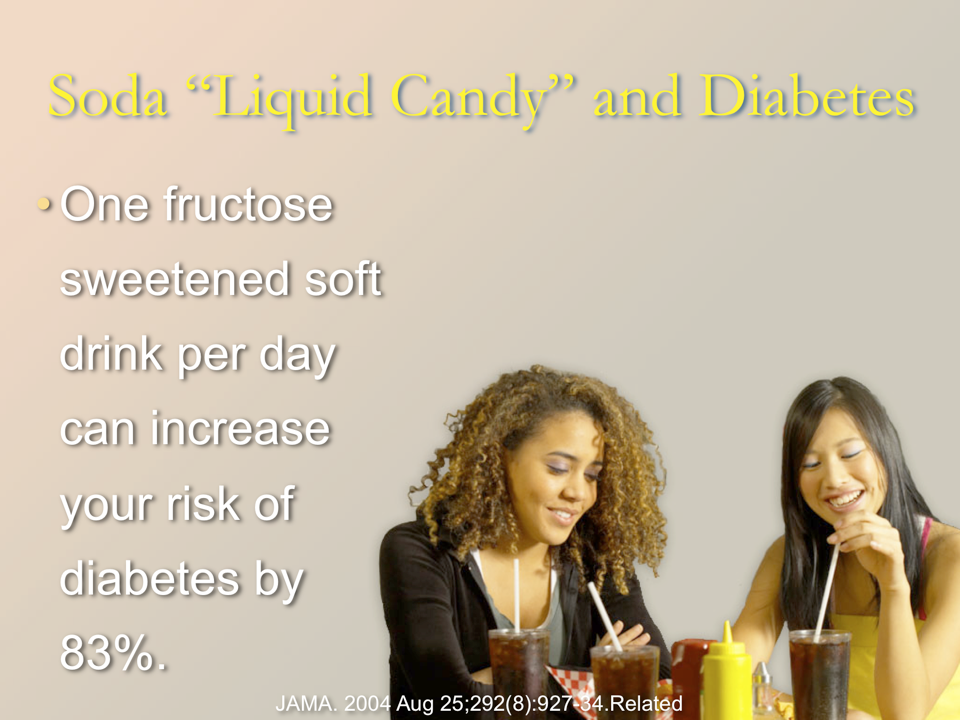 Soda “Liquid Candy” and Diabetes
• One fructose
sweetened soft
drink per day
can increase
your risk of
diabetes by
83%.
JAMA. 2004 Aug 25;292(8):927-34.Related